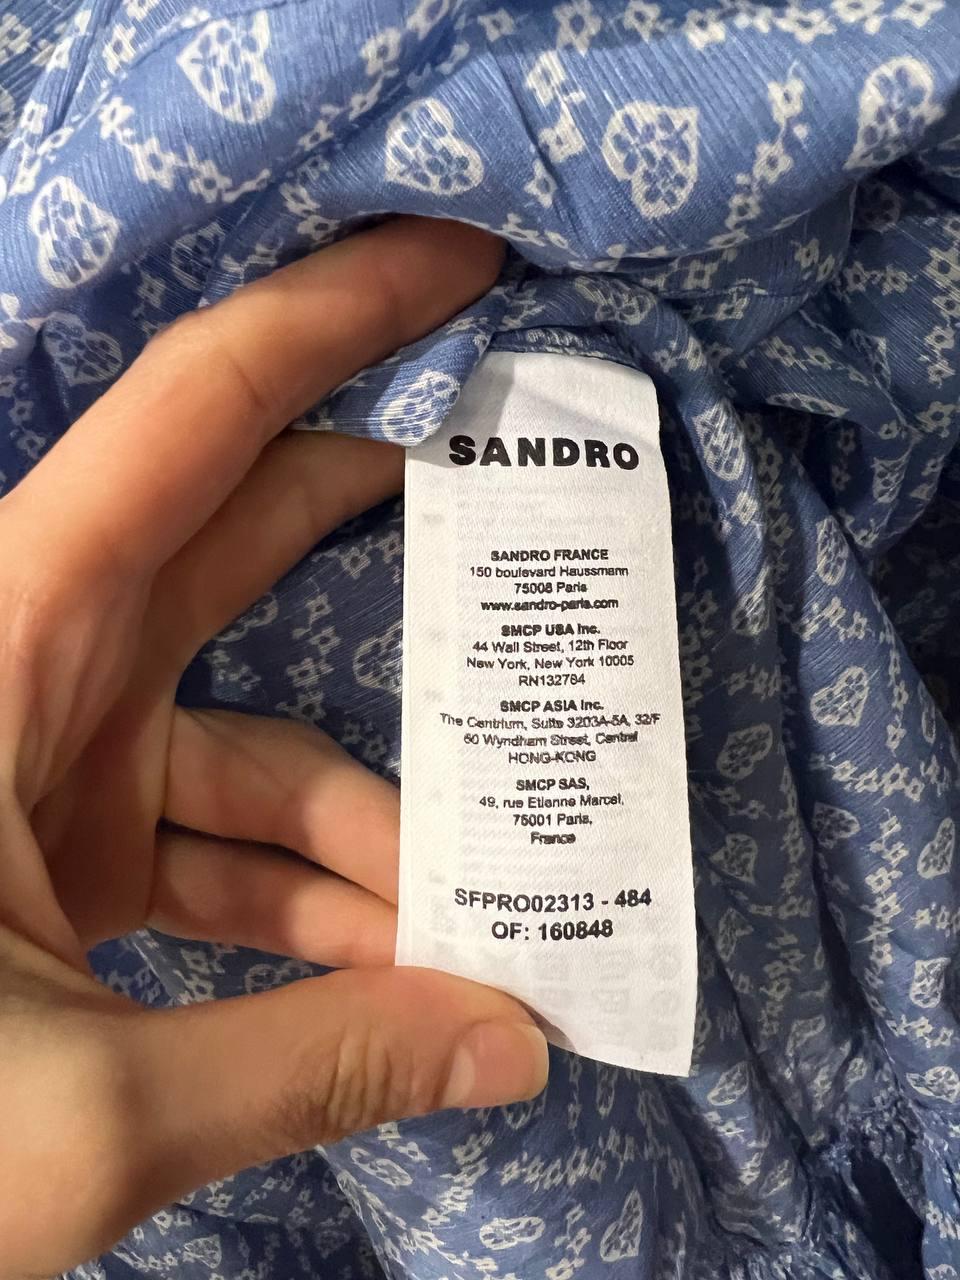 SANDRO
SANDRO FRANCE
150 boulevard Haussmann
75008 Paris
www.sandro-paris.com
SMCP USA Inc.
44 Wall Street, 12th Floor
New York, New York 10005
RN132784
SMCP ASIA Inc.
The Centrium, Suite 3203A-5A, 32/F
60 Wyndham Street, Central
HONG-KONG
SMCP SAS,
49, rue Etienne Marcel,
75001 Paris,
France
SFPRO02313 - 484
OF: 160848